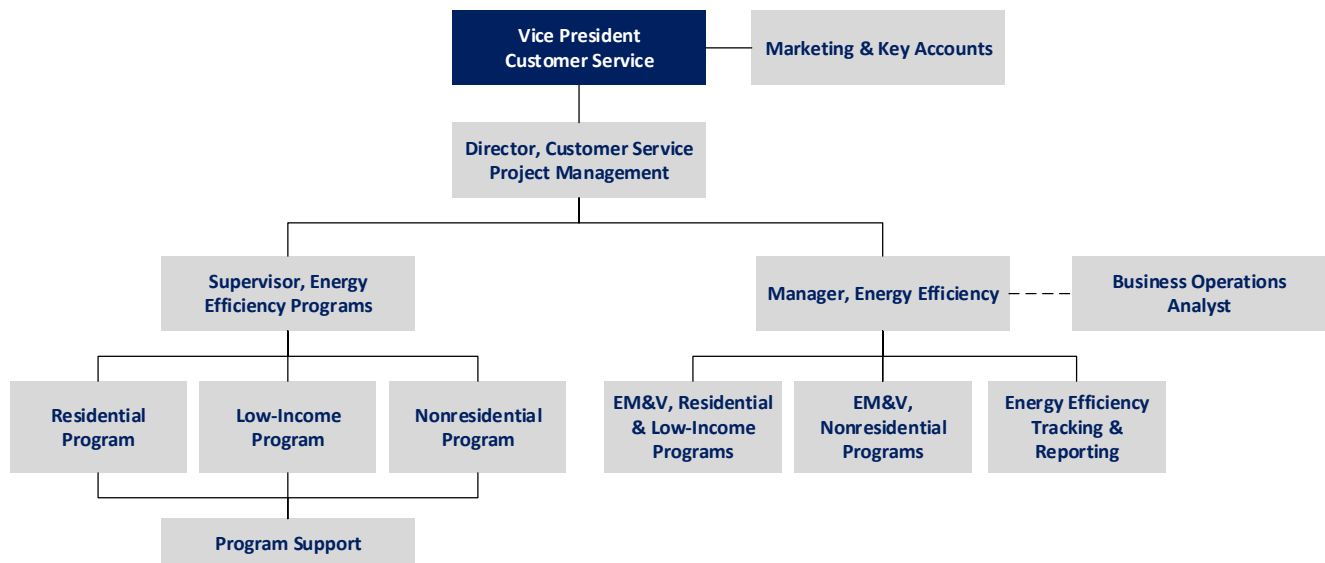 Vice President
Customer Service
Marketing & Key Accounts
Director, Customer Service
Project Management
Supervisor, Energy
Efficiency Programs
Manager, Energy Efficiency
Business Operations
Analyst
Residential
Program
Low-Income
Program
Nonresidential
Program
EM&V, Residential
& Low-Income
Programs
EM&V,
Nonresidential
Programs
Energy Efficiency
Tracking &
Reporting
Program Support